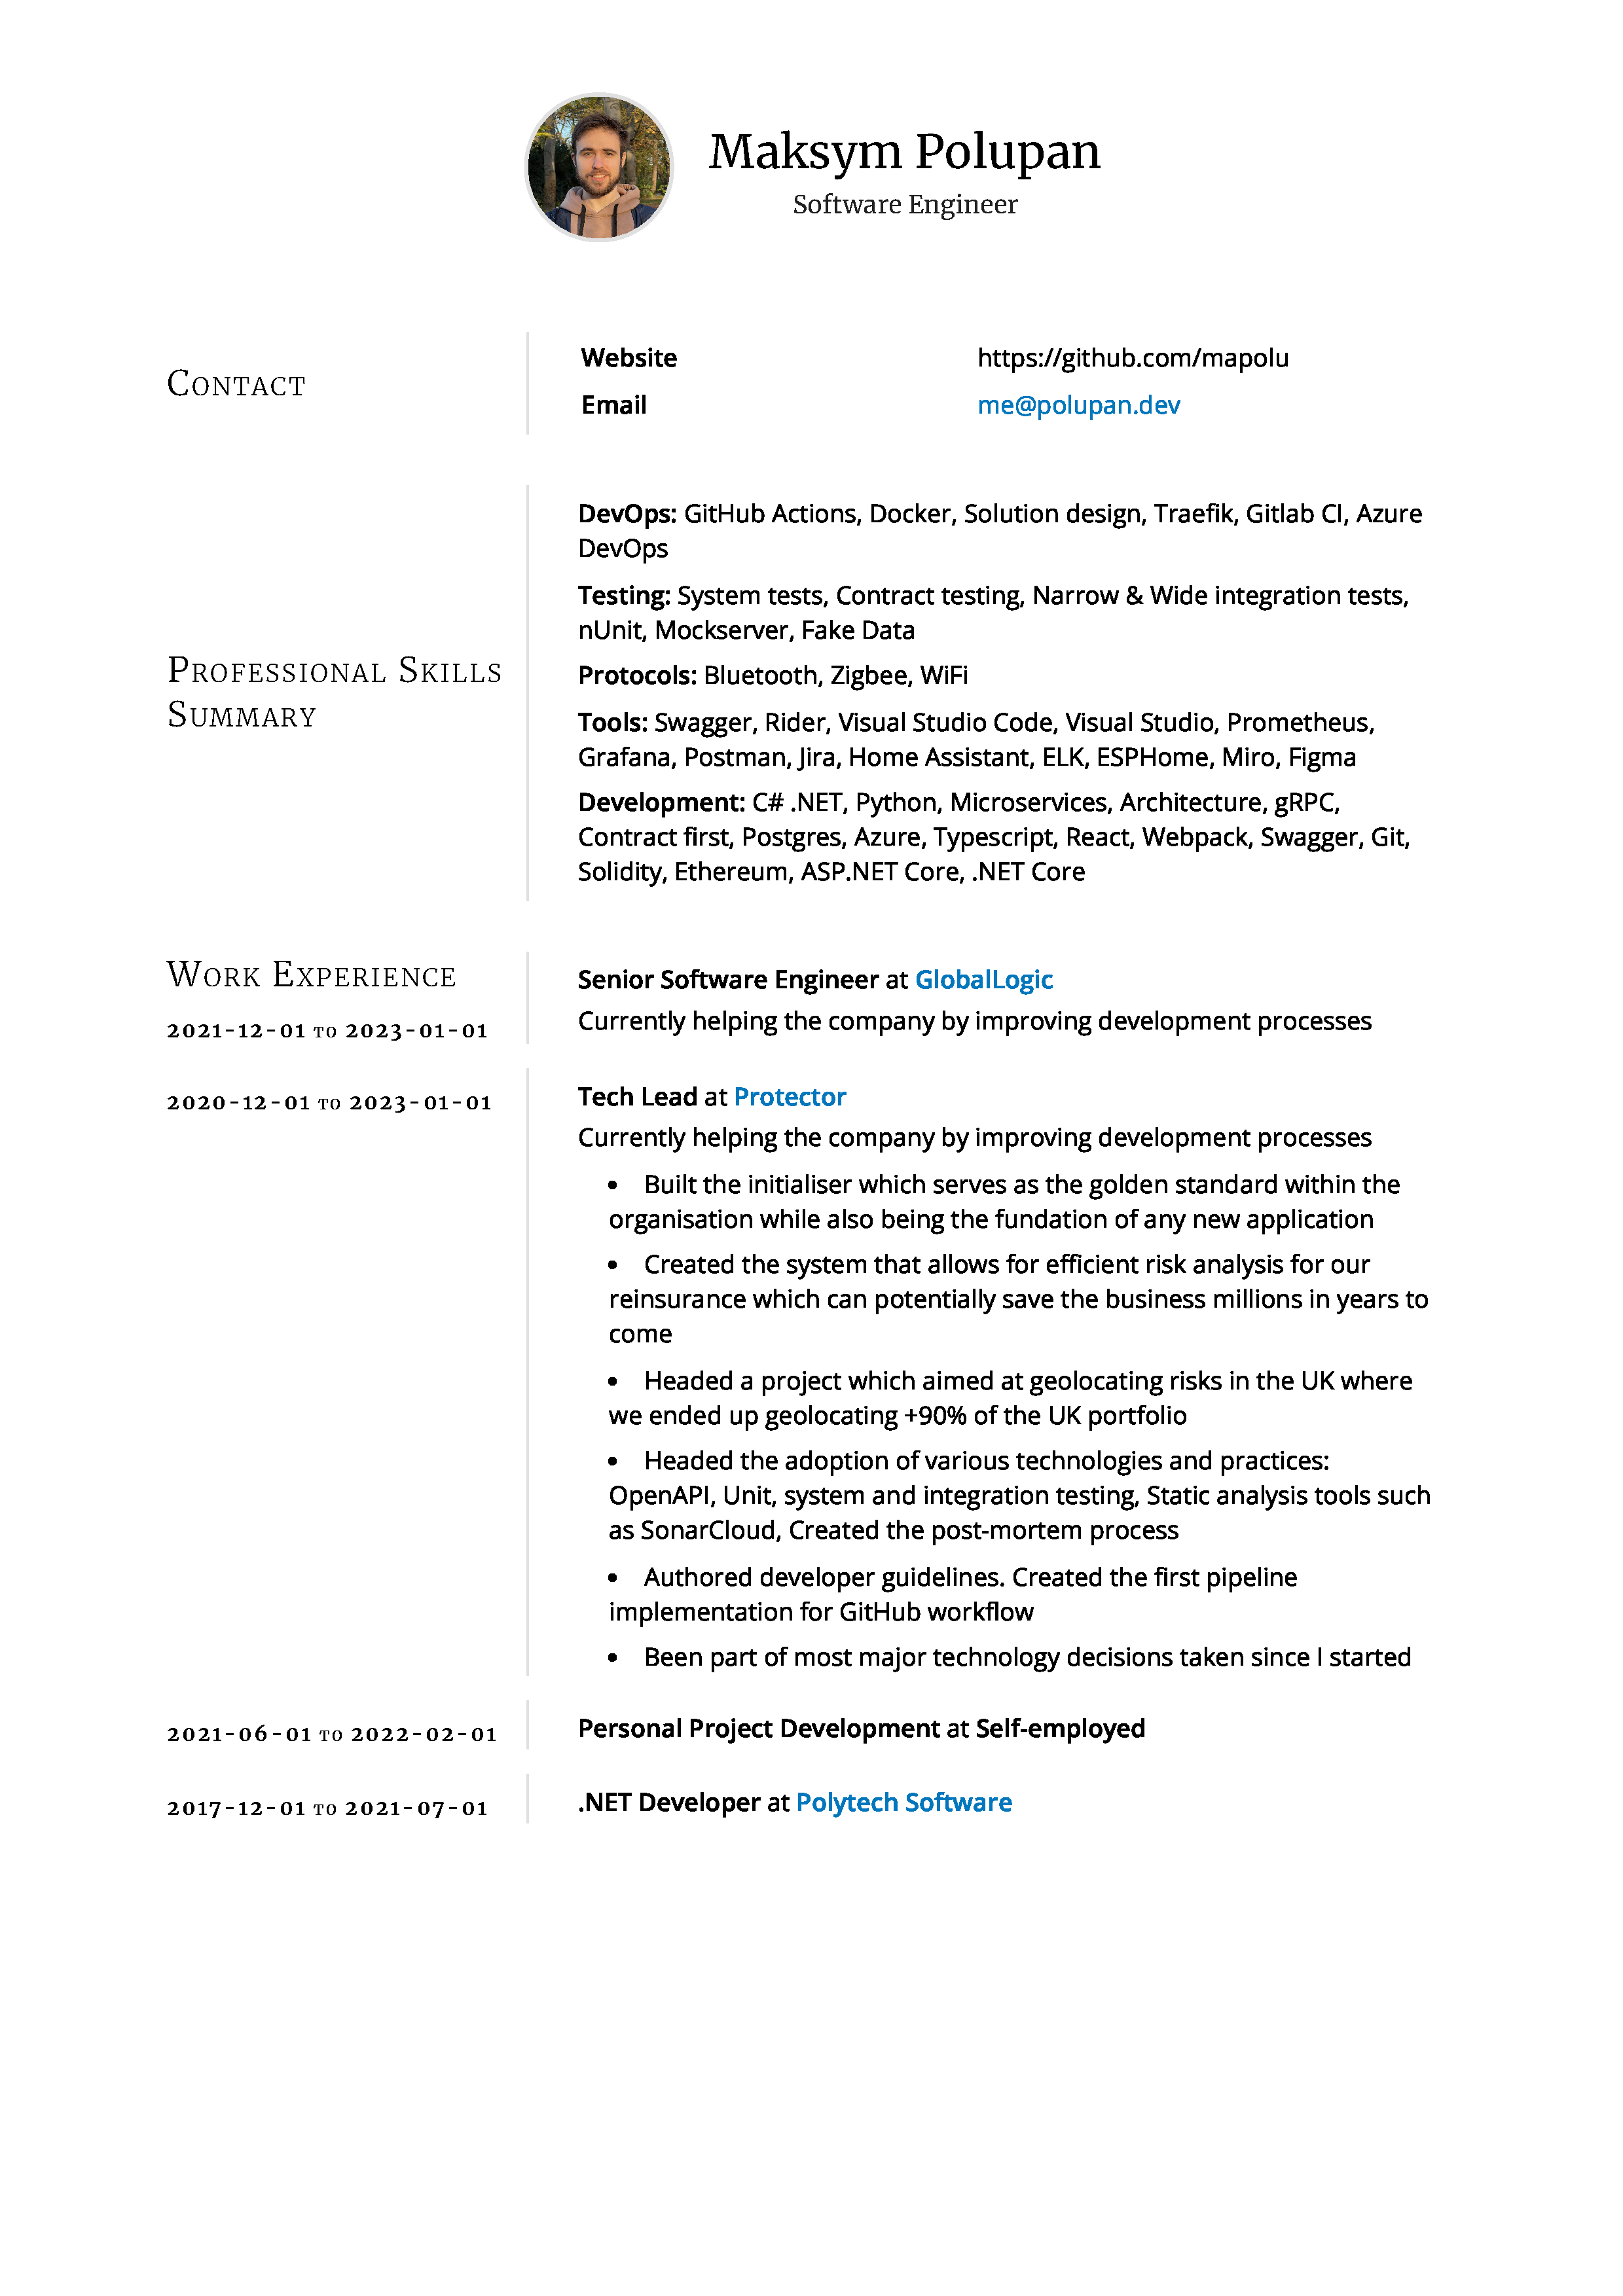 Maksym Polupan
Software Engineer
Contact
Website https://github.com/mapolu
Email me@polupan.dev
Professional Skills
Summary
DevOps: GitHub Actions, Docker, Solution design, Traefik, Gitlab CI, Azure
DevOps
Testing: System tests, Contract testing, Narrow & Wide integration tests,
nUnit, Mockserver, Fake Data
Protocols: Bluetooth, Zigbee, WiFi
Tools: Swagger, Rider, Visual Studio Code, Visual Studio, Prometheus,
Grafana, Postman, Jira, Home Assistant, ELK, ESPHome, Miro, Figma
Development: C# .NET, Python, Microservices, Architecture, gRPC,
Contract first, Postgres, Azure, Typescript, React, Webpack, Swagger, Git,
Solidity, Ethereum, ASP.NET Core, .NET Core
Work Experience
2021-12-01 to 2023-01-01
Senior Software Engineer at GlobalLogic
Currently helping the company by improving development processes
2020-12-01 to 2023-01-01
Tech Lead at Protector
Currently helping the company by improving development processes
• Built the initialiser which serves as the golden standard within the
organisation while also being the fundation of any new application
• Created the system that allows for efficient risk analysis for our
reinsurance which can potentially save the business millions in years to
come
• Headed a project which aimed at geolocating risks in the UK where
we ended up geolocating +90% of the UK portfolio
• Headed the adoption of various technologies and practices:
OpenAPI, Unit, system and integration testing, Static analysis tools such
as SonarCloud, Created the post-mortem process
• Authored developer guidelines. Created the first pipeline
implementation for GitHub workflow
• Been part of most major technology decisions taken since I started
2021-06-01 to 2022-02-01
Personal Project Development at Self-employed
2017-12-01 to 2021-07-01
.NET Developer at Polytech Software